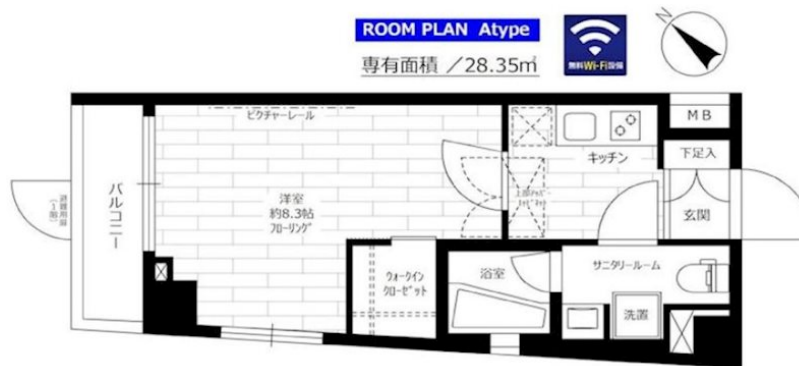 ROOM PLAN Atype
無料Wi-Fi設備
N
専有面積 ／28.35㎡
ピクチャーレール
MB
キッチン
下足入
バルコニー
洋室
約8.3帖
フローリング
玄関
(1階)
ウォークイン
クローゼット
浴室
サニタリールーム
洗置